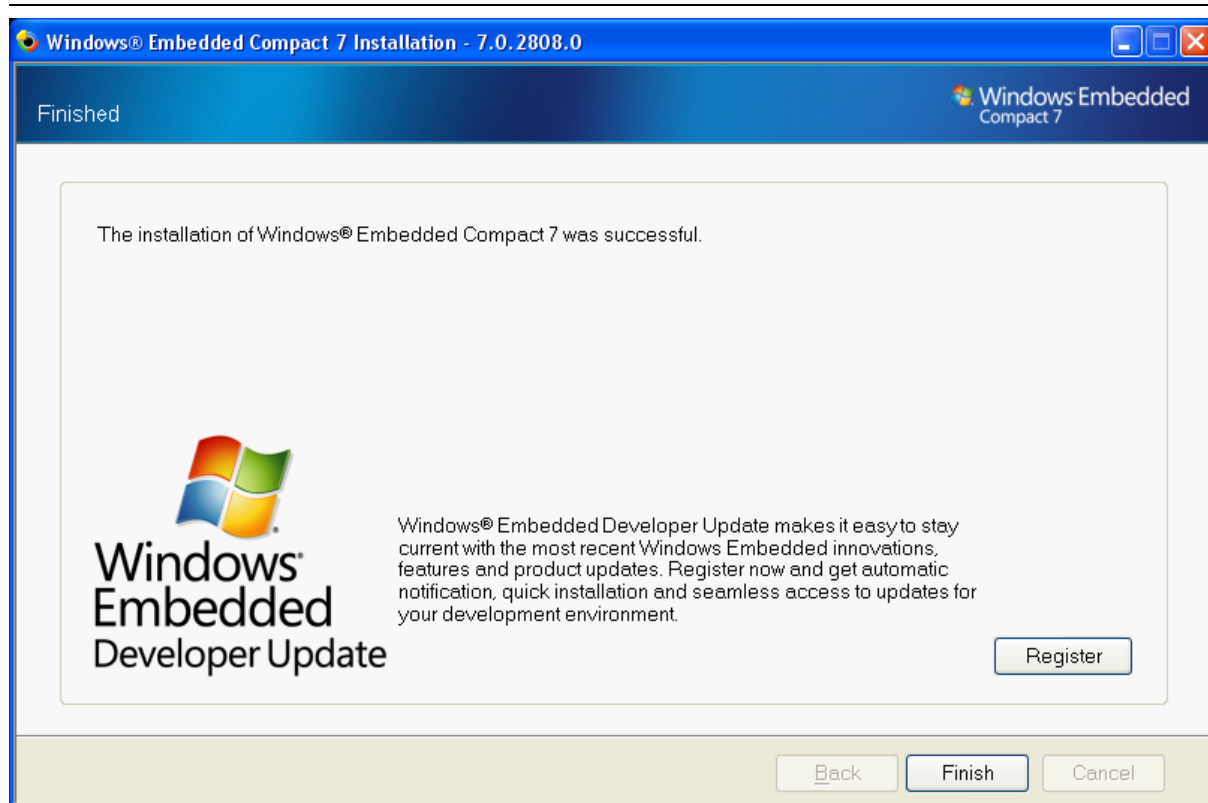 Windows® Embedded Compact 7 Installation - 7.0.2808.0
Finished
Windows® Embedded
Compact 7
The installation of Windows® Embedded Compact 7 was successful.
Windows®
Embedded
Developer Update
Windows® Embedded Developer Update makes it easy to stay
current with the most recent Windows Embedded innovations,
features and product updates. Register now and get automatic
notification, quick installation and seamless access to updates for
your development environment.
Register
Back
Finish
Cancel